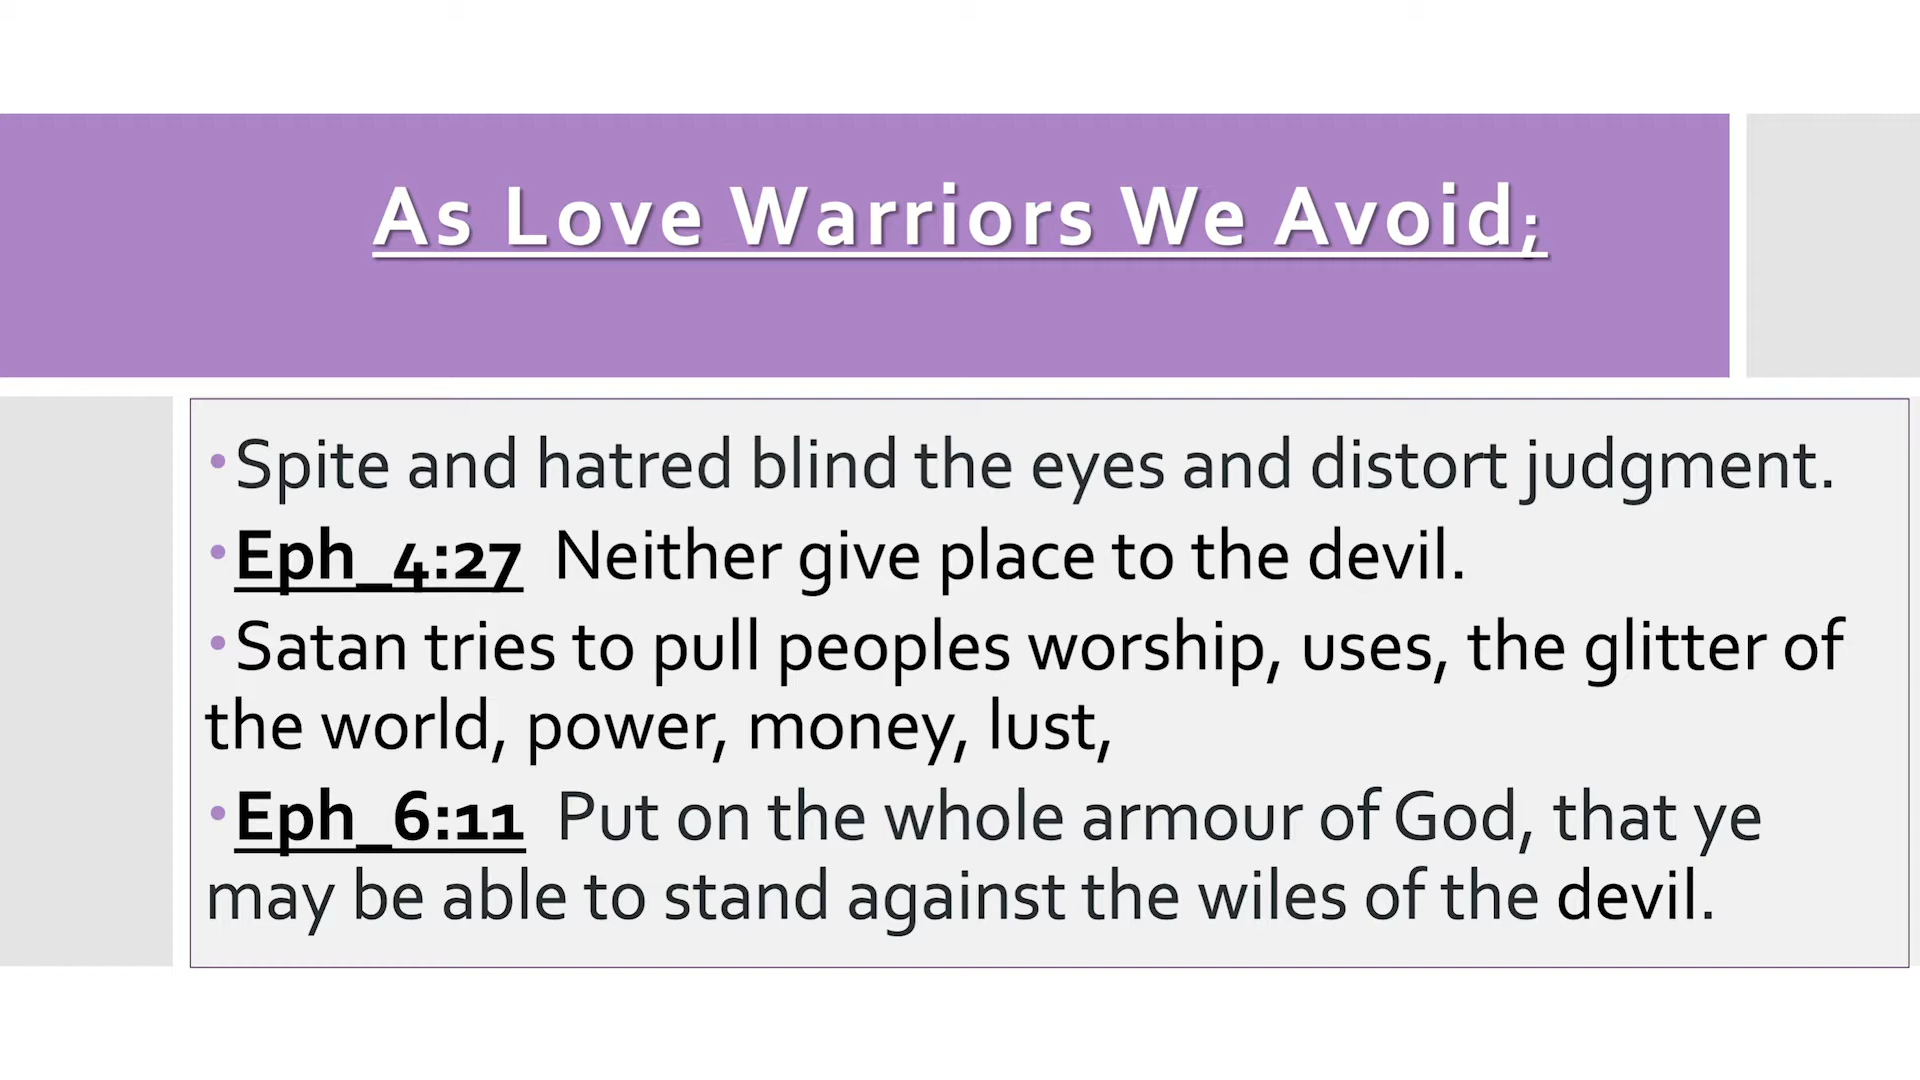 As Love Warriors We Avoid;
•Spite and hatred blind the eyes and distort judgment.
•Eph_4:27  Neither give place to the devil.
•Satan tries to pull peoples worship, uses, the glitter of
the world, power, money, lust,
•Eph_6:11  Put on the whole armour of God, that ye
may be able to stand against the wiles of the devil.